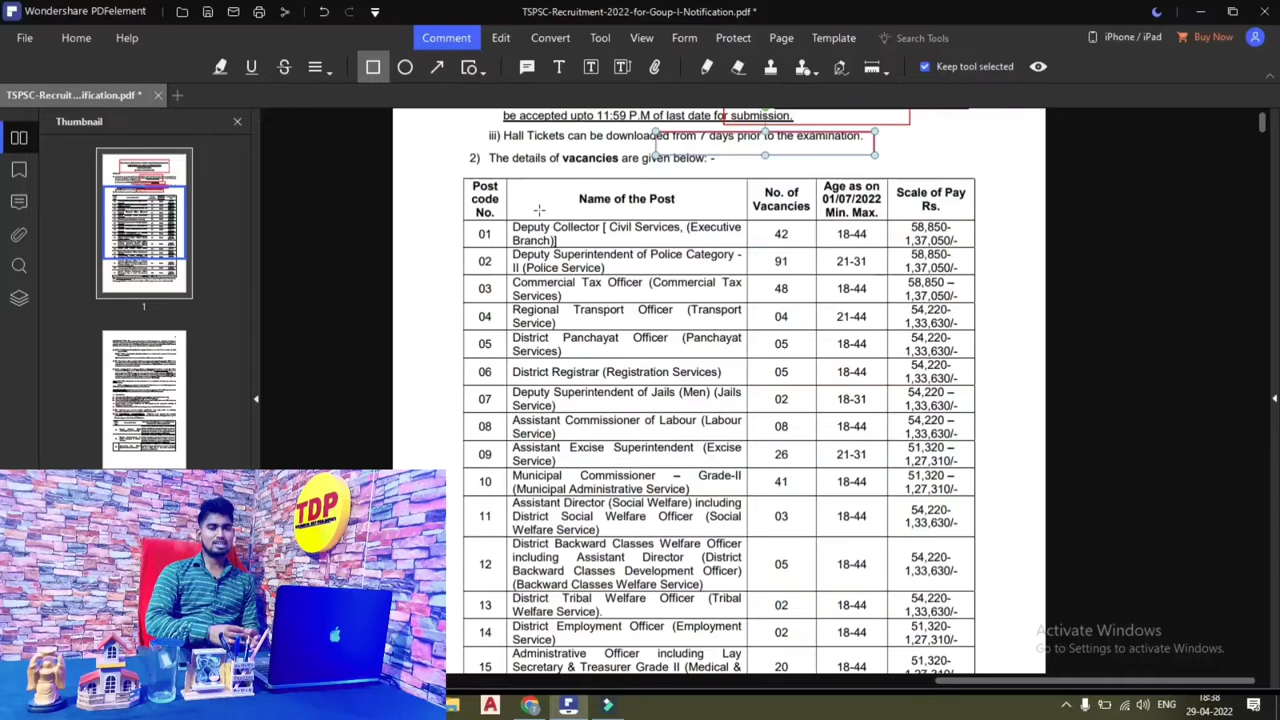 Wondershare PDFelement
TSPSC-Recruitment-2022-for-Goup-I-Notification.pdf *
File Home Help Comment Edit Convert Tool View Form Protect Page Template Search Tools iPhone / iPad Buy Now
Keep tool selected
TSPSC-Recruit...ification.pdf *
Thumbnail
1
be accepted upto 11:59 P.M of last date for submission.
iii) Hall Tickets can be downloaded from 7 days prior to the examination.
2) The details of vacancies are given below: -
Post code No. Name of the Post No. of Vacancies Age as on 01/07/2022 Min. Max. Scale of Pay Rs.
01 Deputy Collector [ Civil Services, (Executive Branch)] 42 18-44 58,850- 1,37,050/-
02 Deputy Superintendent of Police Category - II (Police Service) 91 21-31 58,850- 1,37,050/-
03 Commercial Tax Officer (Commercial Tax Services) 48 18-44 58,850 – 1,37,050/-
04 Regional Transport Officer (Transport Service) 04 21-44 54,220- 1,33,630/-
05 District Panchayat Officer (Panchayat Services) 05 18-44 54,220- 1,33,630/-
06 District Registrar (Registration Services) 05 18-44 54,220- 1,33,630/-
07 Deputy Superintendent of Jails (Men) (Jails Service) 02 18-31 54,220 – 1,33,630/-
08 Assistant Commissioner of Labour (Labour Service) 08 18-44 54,220 – 1,33,630/-
09 Assistant Excise Superintendent (Excise Service) 26 21-31 51,320 – 1,27,310/-
10 Municipal Commissioner – Grade-II (Municipal Administrative Service) 41 18-44 51,320 – 1,27,310/-
11 Assistant Director (Social Welfare) including District Social Welfare Officer (Social Welfare Service) 03 18-44 54,220- 1,33,630/-
12 District Backward Classes Welfare Officer including Assistant Director (District Backward Classes Development Officer) (Backward Classes Welfare Service) 05 18-44 54,220- 1,33,630/-
13 District Tribal Welfare Officer (Tribal Welfare Service). 02 18-44 54,220- 1,33,630/-
14 District Employment Officer (Employment Service) 02 18-44 51,320- 1,27,310/-
15 Administrative Officer including Lay Secretary & Treasurer Grade II (Medical & 20 18-44 51,320- 1,27,310/-
TDP
Activate Windows
Go to Settings to activate Windows.
ENG
18:38
29-04-2022